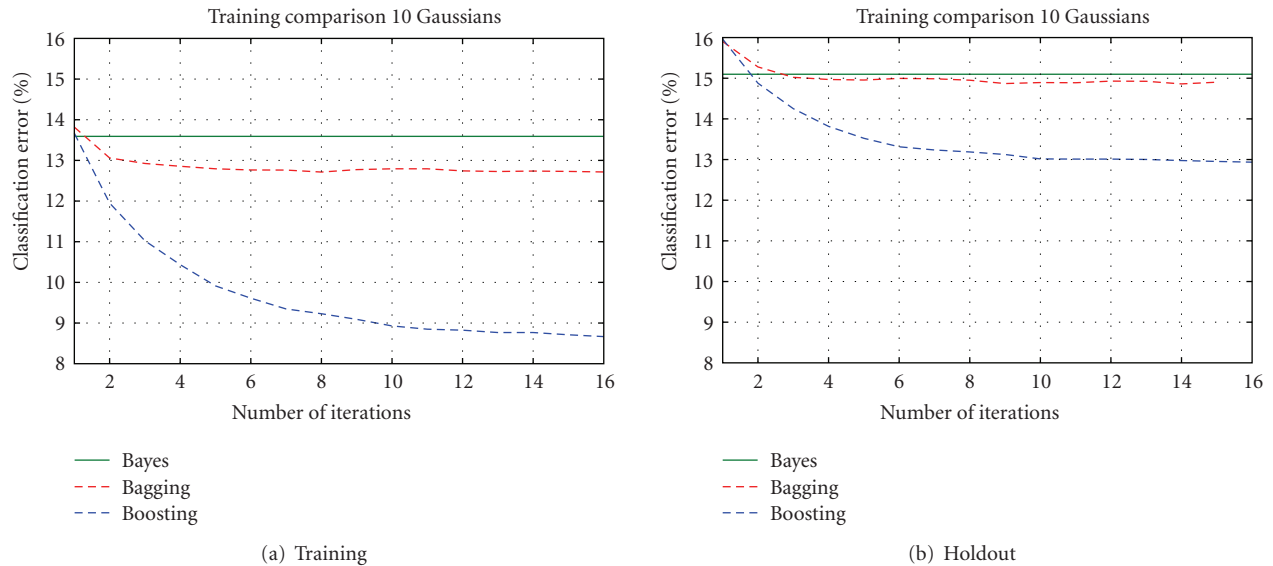 Training comparison 10 Gaussians
16
15
14
13
12
11
10
9
8
Classification error (%)
2 4 6 8 10 12 14 16
Number of iterations
Bayes
Bagging
Boosting
(a) Training
Training comparison 10 Gaussians
16
15
14
13
12
11
10
9
8
Classification error (%)
2 4 6 8 10 12 14 16
Number of iterations
Bayes
Bagging
Boosting
(b) Holdout